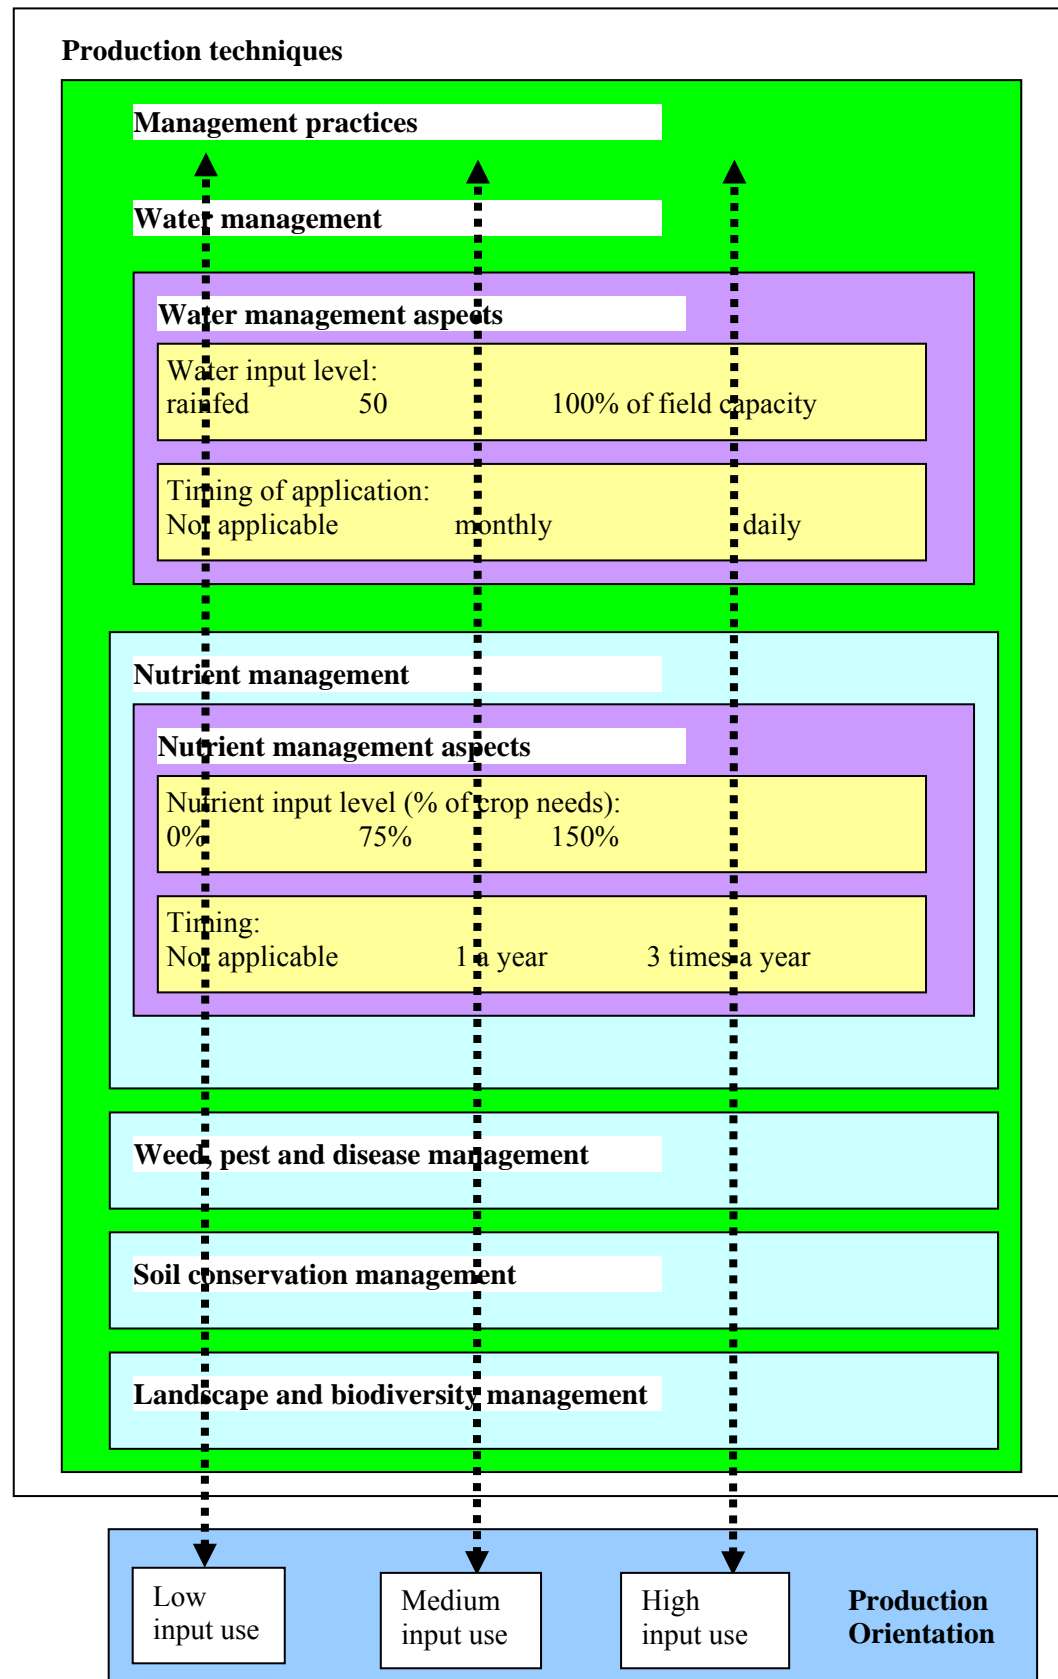 Production techniques
Management practices
Water management
Water management aspects
Water input level:
rainfed 50 100% of field capacity
Timing of application:
Not applicable monthly daily
Nutrient management
Nutrient management aspects
Nutrient input level (% of crop needs):
0% 75% 150%
Timing:
Not applicable 1 a year 3 times a year
Weed, pest and disease management
Soil conservation management
Landscape and biodiversity management
Low
input use
Medium
input use
High
input use
Production
Orientation